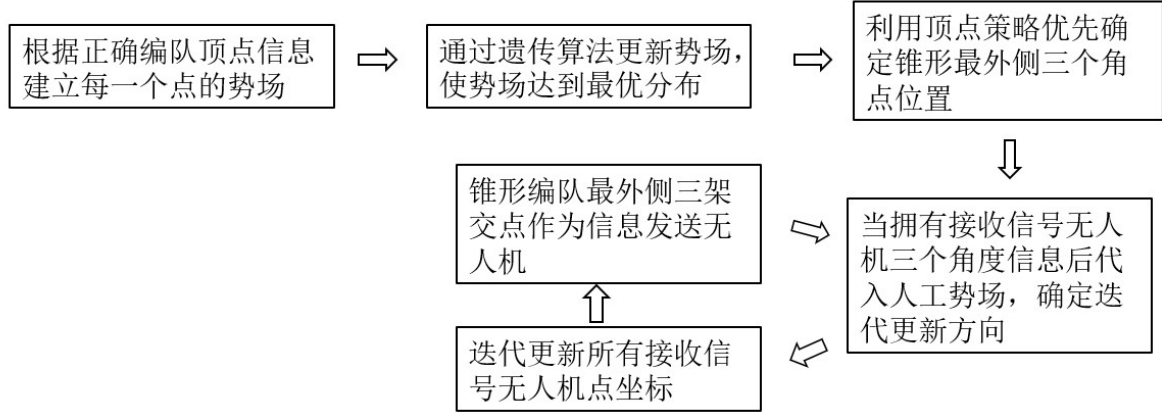 根据正确编队顶点信息
建立每一个点的势场
通过遗传算法更新势场，
使势场达到最优分布
利用顶点策略优先确
定锥形最外侧三个角
点位置
当拥有接收信号无人
机三个角度信息后代
入人工势场，确定迭
代更新方向
迭代更新所有接收信
号无人机点坐标
锥形编队最外侧三架
交点作为信息发送无
人机